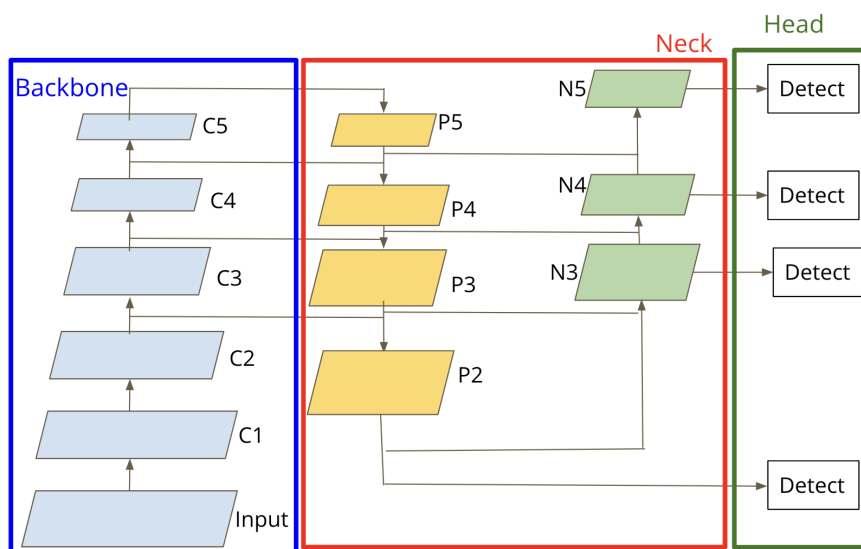 Head
Neck
Backbone
N5
Detect
C5
P5
C4
P4
N4
Detect
C3
P3
N3
Detect
C2
P2
C1
Detect
Input